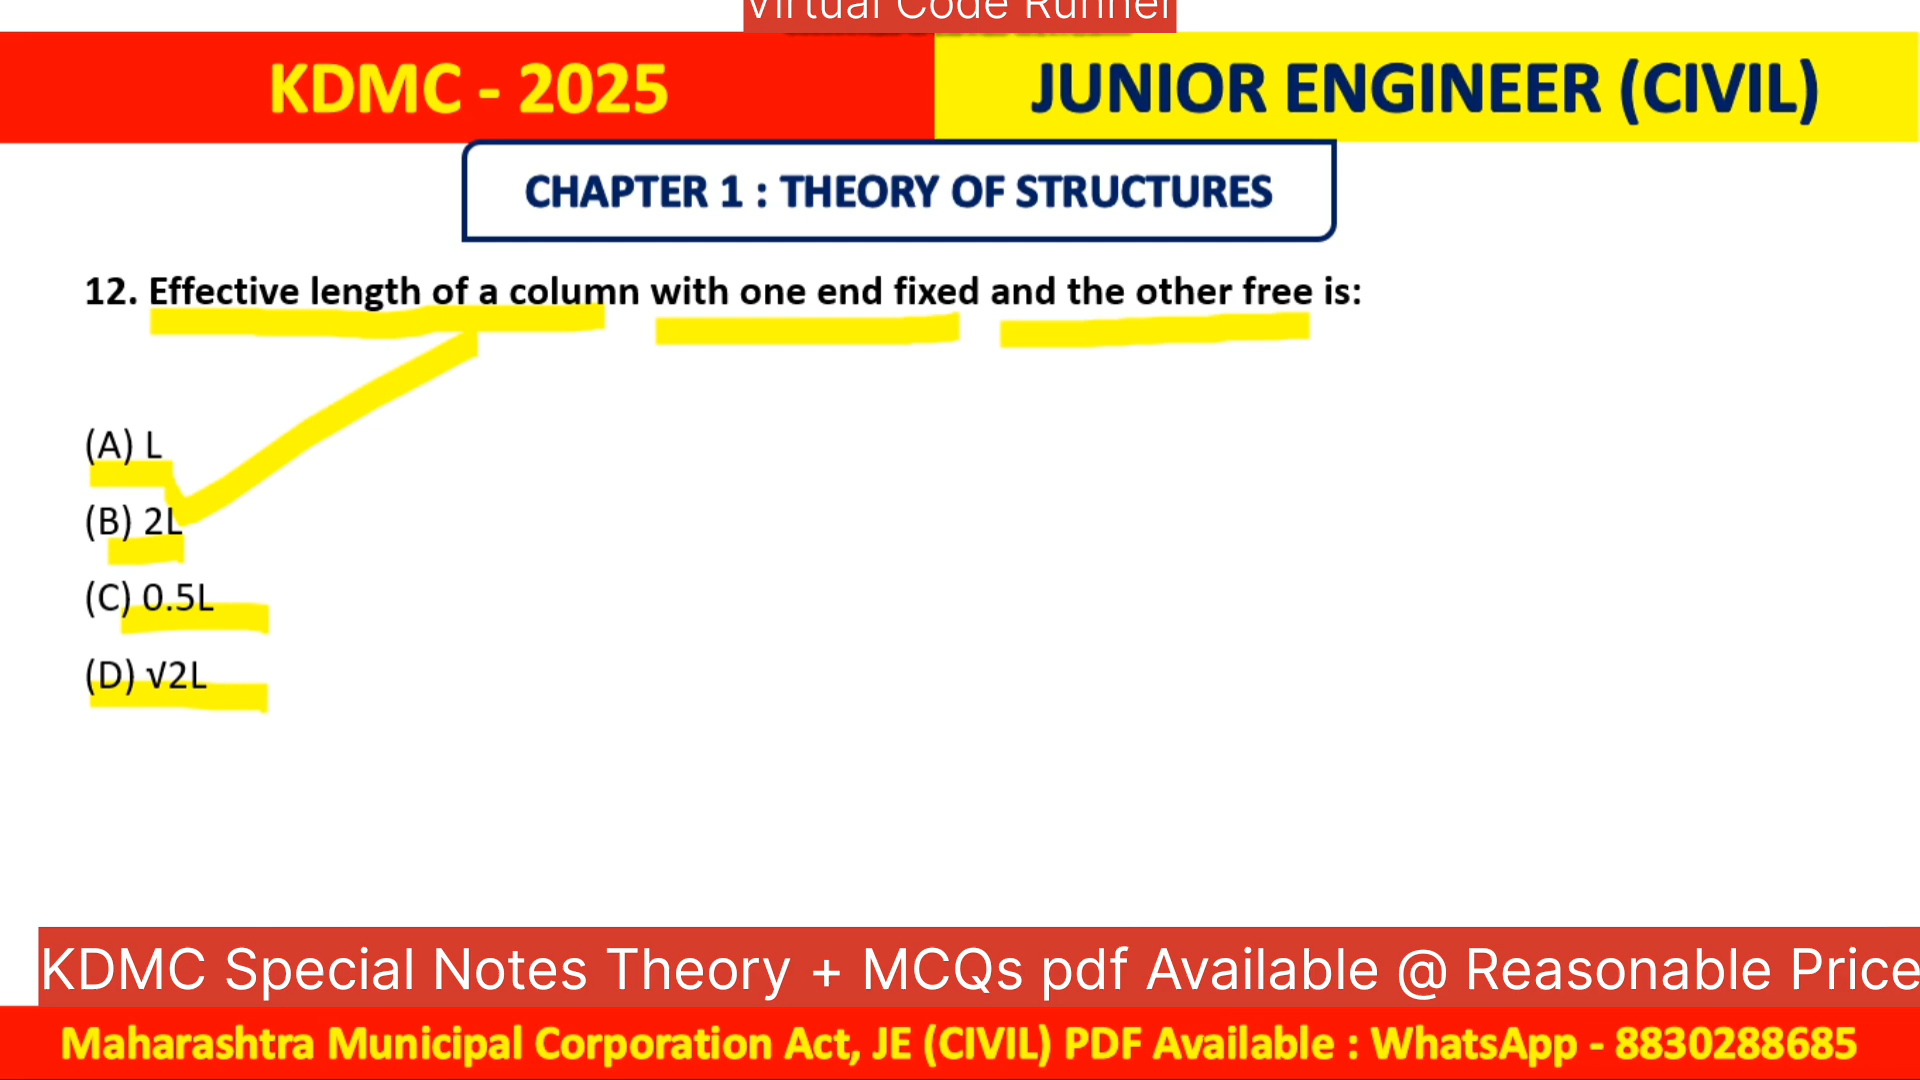 Virtual Code Runner
KDMC - 2025
JUNIOR ENGINEER (CIVIL)
CHAPTER 1 : THEORY OF STRUCTURES
12. Effective length of a column with one end fixed and the other free is:
(A) L
(B) 2L
(C) 0.5L
(D) √2L
KDMC Special Notes Theory + MCQs pdf Available @ Reasonable Price
Maharashtra Municipal Corporation Act, JE (CIVIL) PDF Available : WhatsApp - 8830288685